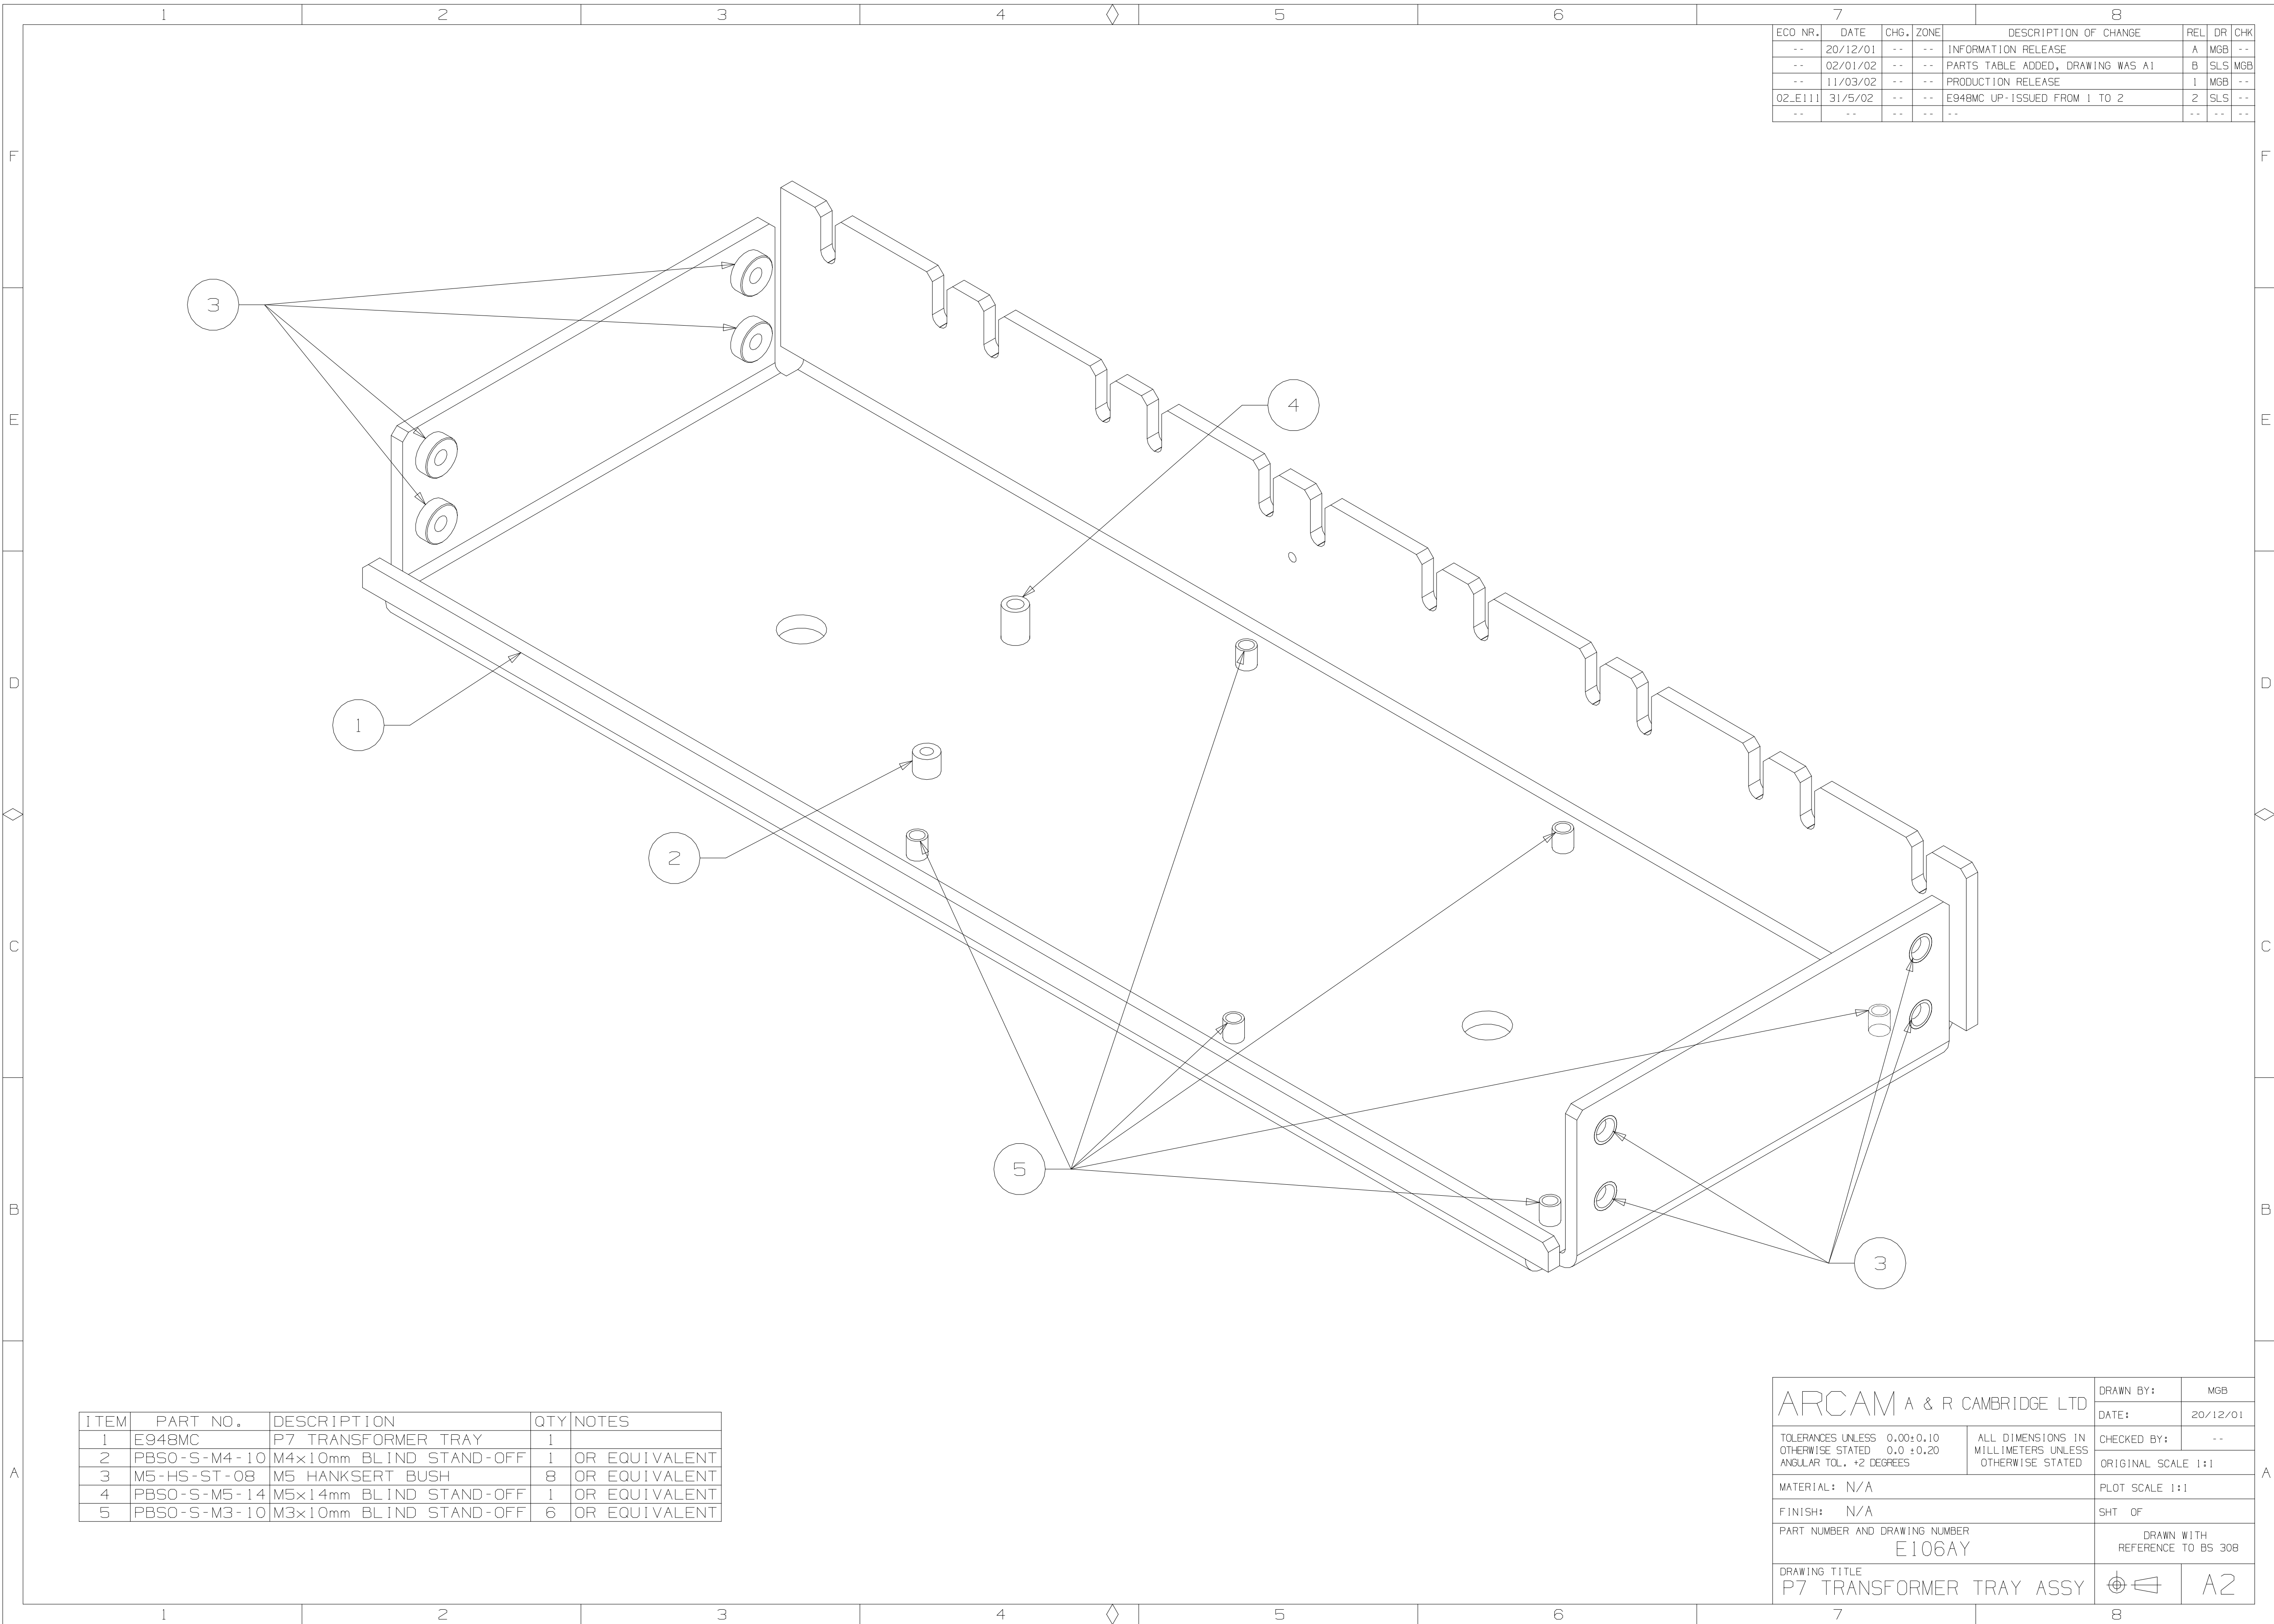 1 2 3 4 5 6 7 8
ECO NR. DATE CHG. ZONE DESCRIPTION OF CHANGE REL DR CHK
-- 20/12/01 -- -- INFORMATION RELEASE A MGB --
-- 02/01/02 -- -- PARTS TABLE ADDED, DRAWING WAS A1 B SLS MGB
-- 11/03/02 -- -- PRODUCTION RELEASE 1 MGB --
02_E111 31/5/02 -- -- E948MC UP-ISSUED FROM 1 TO 2 2 SLS --
-- -- -- -- -- -- -- --
F F
3
4
E E
D D
1
2
C C
5
B B
3
ITEM PART NO. DESCRIPTION QTY NOTES
1 E948MC P7 TRANSFORMER TRAY 1
2 PBSO-S-M4-10 M4x10mm BLIND STAND-OFF 1 OR EQUIVALENT
3 M5-HS-ST-08 M5 HANKSERT BUSH 8 OR EQUIVALENT
4 PBSO-S-M5-14 M5x14mm BLIND STAND-OFF 1 OR EQUIVALENT
5 PBSO-S-M3-10 M3x10mm BLIND STAND-OFF 6 OR EQUIVALENT
A A
ARCAM A & R CAMBRIDGE LTD
DRAWN BY: MGB
DATE: 20/12/01
TOLERANCES UNLESS 0.00±0.10
OTHERWISE STATED 0.0 ±0.20
ANGULAR TOL. +2 DEGREES
ALL DIMENSIONS IN
MILLIMETERS UNLESS
OTHERWISE STATED
CHECKED BY: --
ORIGINAL SCALE 1:1
MATERIAL: N/A
PLOT SCALE 1:1
FINISH: N/A
SHT OF
PART NUMBER AND DRAWING NUMBER
E106AY
DRAWN WITH
REFERENCE TO BS 308
DRAWING TITLE
P7 TRANSFORMER TRAY ASSY
A2
1 2 3 4 5 6 7 8